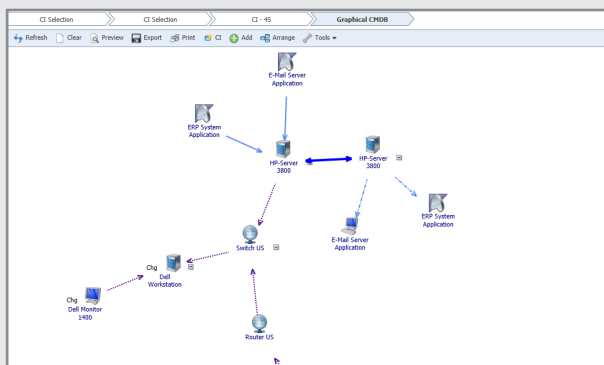 CI Selection
CI Selection
CI - 45
Graphical CMDB
Refresh Clear Preview Export Print CI Add Arrange Tools
E-Mail Server
Application
ERP System
Application
HP-Server
3800
HP-Server
3800
ERP System
Application
Switch US
E-Mail Server
Application
Chg
Dell
Workstation
Chg
Dell Monitor
1400
Router US